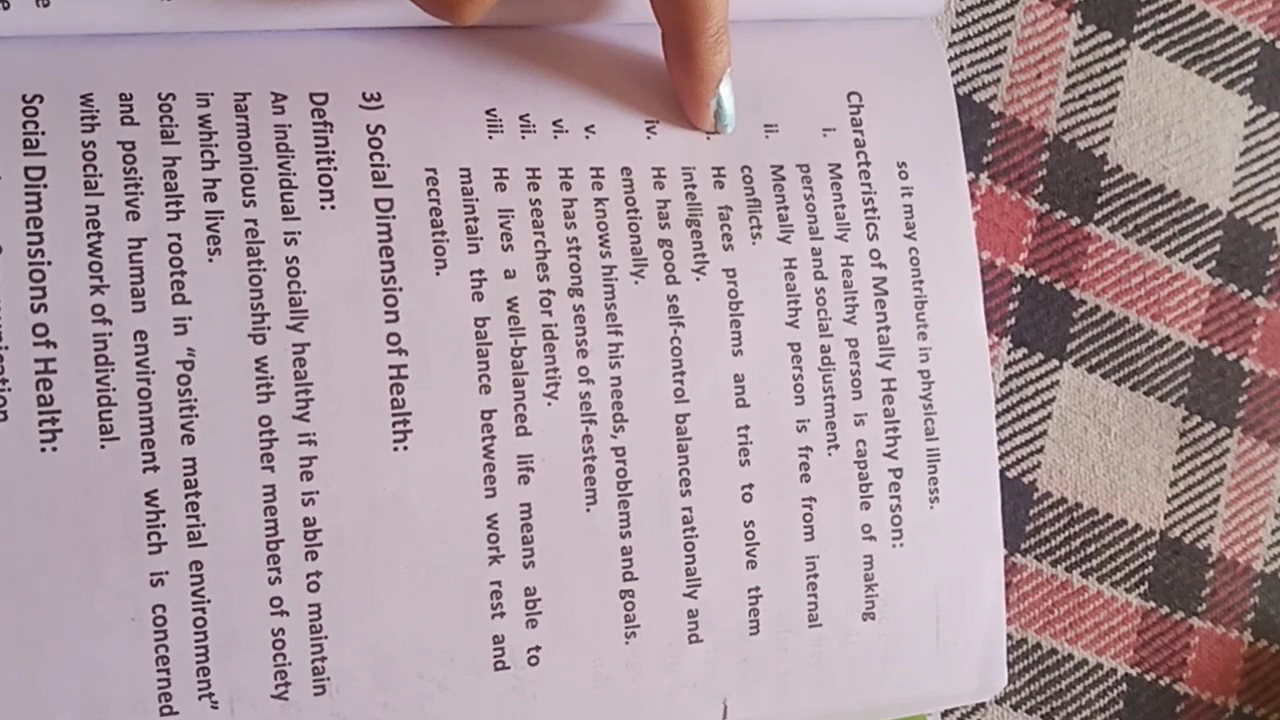 so it may contribute in physical illness.
Characteristics of Mentally Healthy Person:
i. Mentally Healthy person is capable of making
personal and social adjustment.
ii. Mentally Healthy person is free from internal
conflicts.
He faces problems and tries to solve them
intelligently.
iv. He has good self-control balances rationally and
emotionally.
v. He knows himself his needs, problems and goals.
vi. He has strong sense of self-esteem.
vii. He searches for identity.
viii. He lives a well-balanced life means able to
maintain the balance between work rest and
recreation.
3) Social Dimension of Health:
Definition:
An individual is socially healthy if he is able to maintain
harmonious relationship with other members of society
in which he lives.
Social health rooted in "Positive material environment"
and positive human environment which is concerned
with social network of individual.
Social Dimensions of Health: